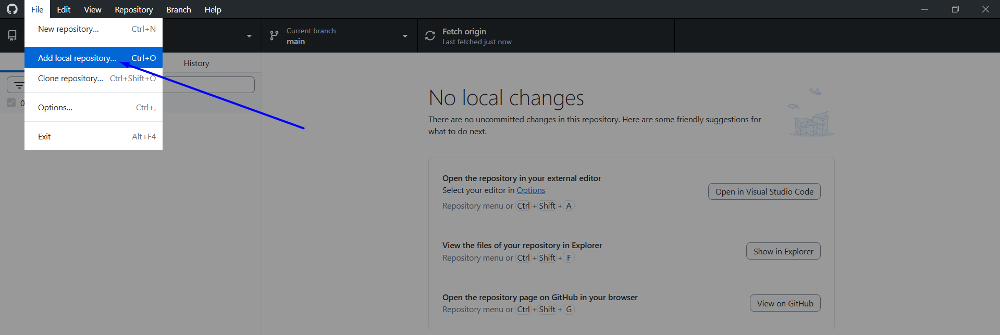 File Edit View Repository Branch Help
New repository... Ctrl+N
Add local repository... Ctrl+O
Clone repository... Ctrl+Shift+O
Options... Ctrl+,
Exit Alt+F4
Current branch
main
Fetch origin
Last fetched just now
History
0
No local changes
There are no uncommitted changes in this repository. Here are some friendly suggestions for
what to do next.
Open the repository in your external editor
Select your editor in Options
Repository menu or Ctrl + Shift + A
Open in Visual Studio Code
View the files of your repository in Explorer
Repository menu or Ctrl + Shift + F
Show in Explorer
Open the repository page on GitHub in your browser
Repository menu or Ctrl + Shift + G
View on GitHub